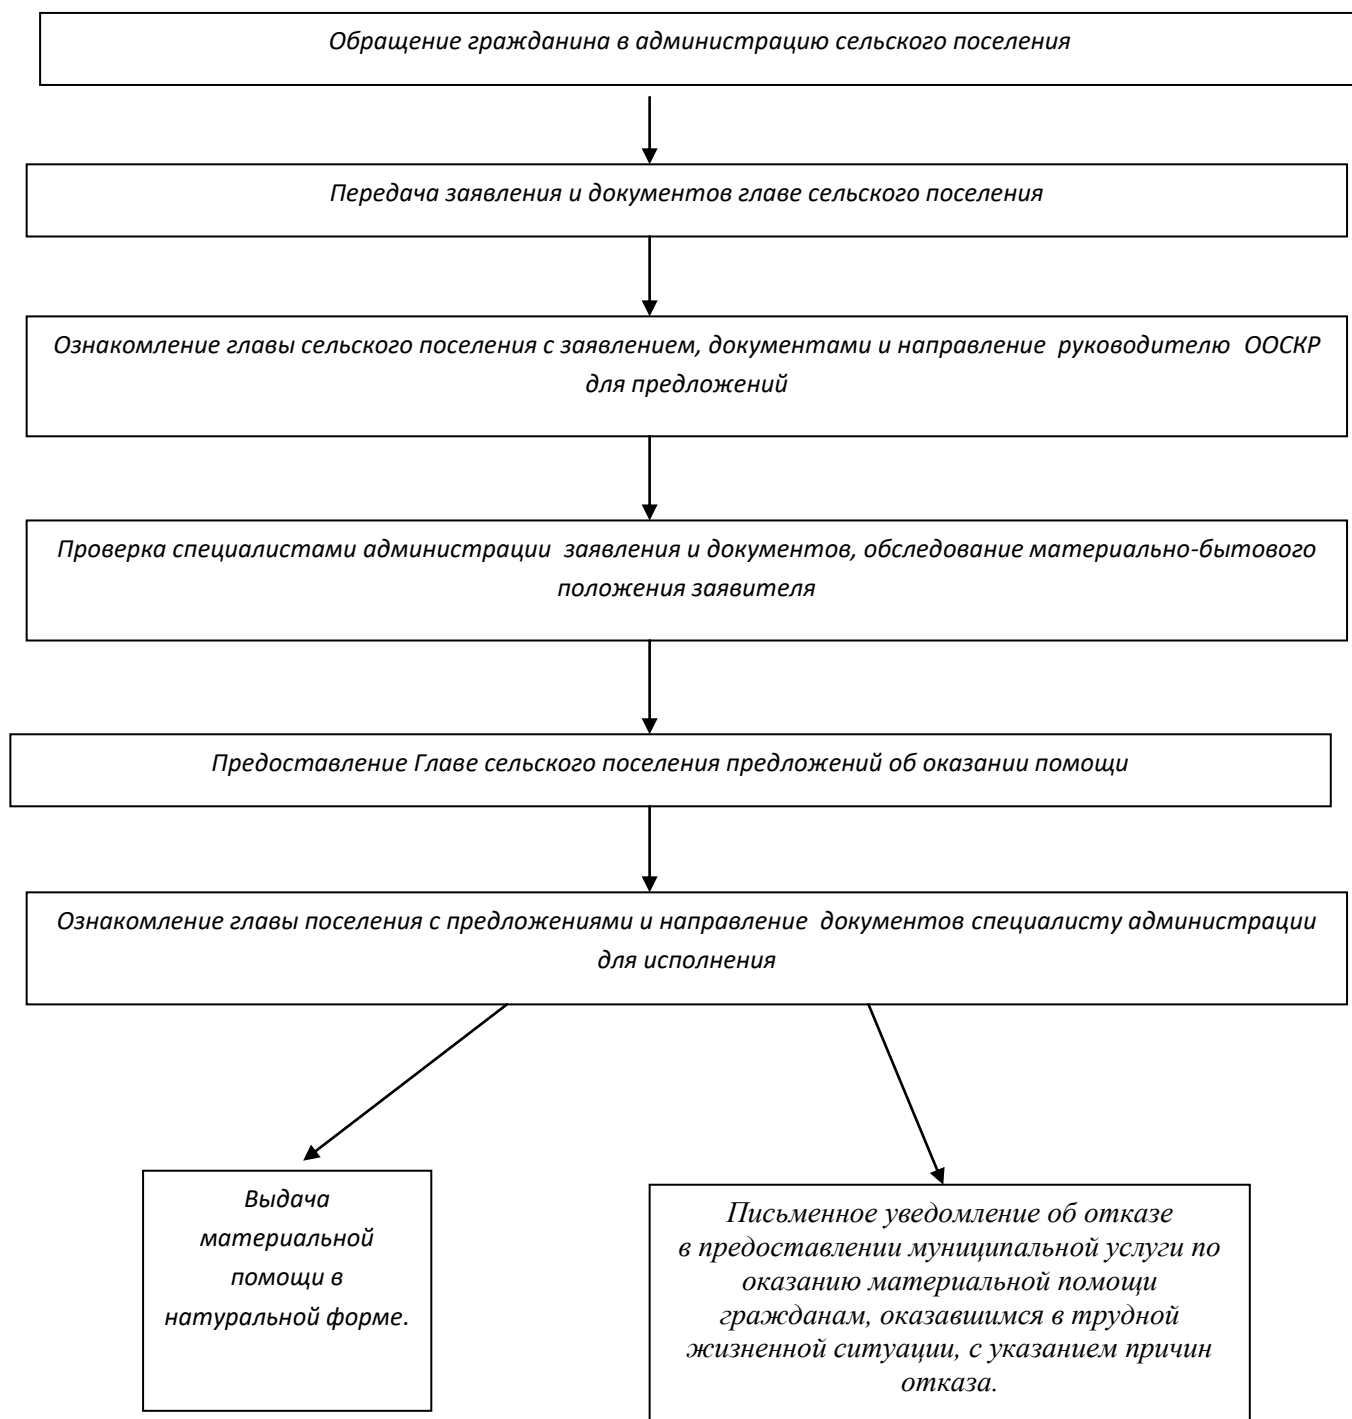 Обращение гражданина в администрацию сельского поселения
Передача заявления и документов главе сельского поселения
Ознакомление главы сельского поселения с заявлением, документами и направление руководителю ООСКР
для предложений
Проверка специалистами администрации заявления и документов, обследование материально-бытового
положения заявителя
Предоставление Главе сельского поселения предложений об оказании помощи
Ознакомление главы поселения с предложениями и направление документов специалисту администрации
для исполнения
Выдача
материальной
помощи в
натуральной форме.
Письменное уведомление об отказе
в предоставлении муниципальной услуги по
оказанию материальной помощи
гражданам, оказавшимся в трудной
жизненной ситуации, с указанием причин
отказа.